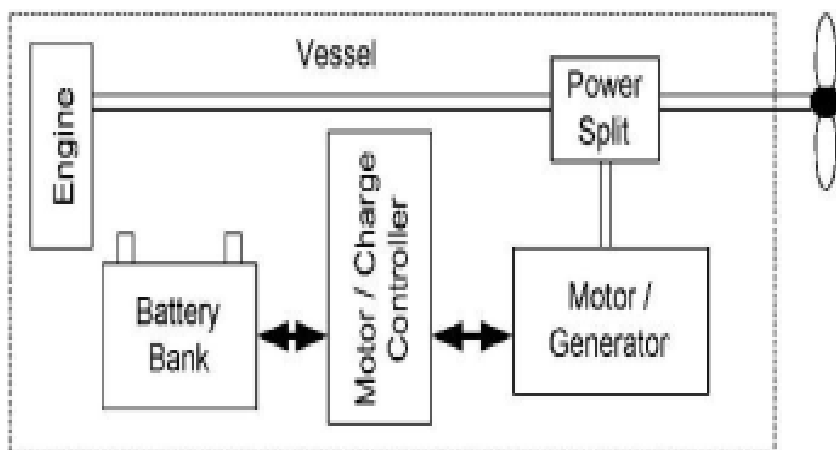 Vessel
Engine
Power
Split
Battery
Bank
Motor / Charge
Controller
Motor /
Generator